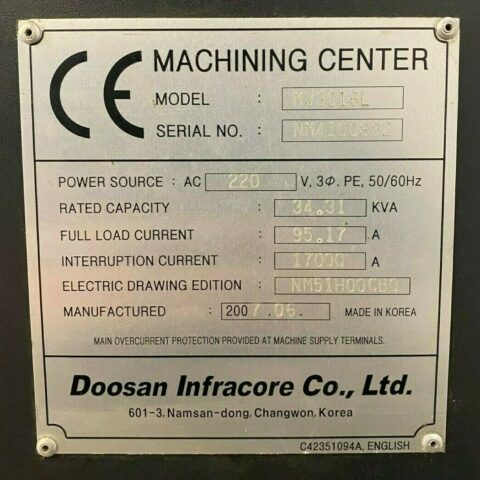 CE MACHINING CENTER
MODEL :
SERIAL NO. :
POWER SOURCE : AC 220 V, 3Φ. PE, 50/60Hz
RATED CAPACITY : 34.31 KVA
FULL LOAD CURRENT : 95.17 A
INTERRUPTION CURRENT : 17000 A
ELECTRIC DRAWING EDITION :
MANUFACTURED : 2007.06. MADE IN KOREA
MAIN OVERCURRENT PROTECTION PROVIDED AT MACHINE SUPPLY TERMINALS.
Doosan Infracore Co., Ltd.
601-3, Namsan-dong, Changwon, Korea
C42351094A, ENGLISH